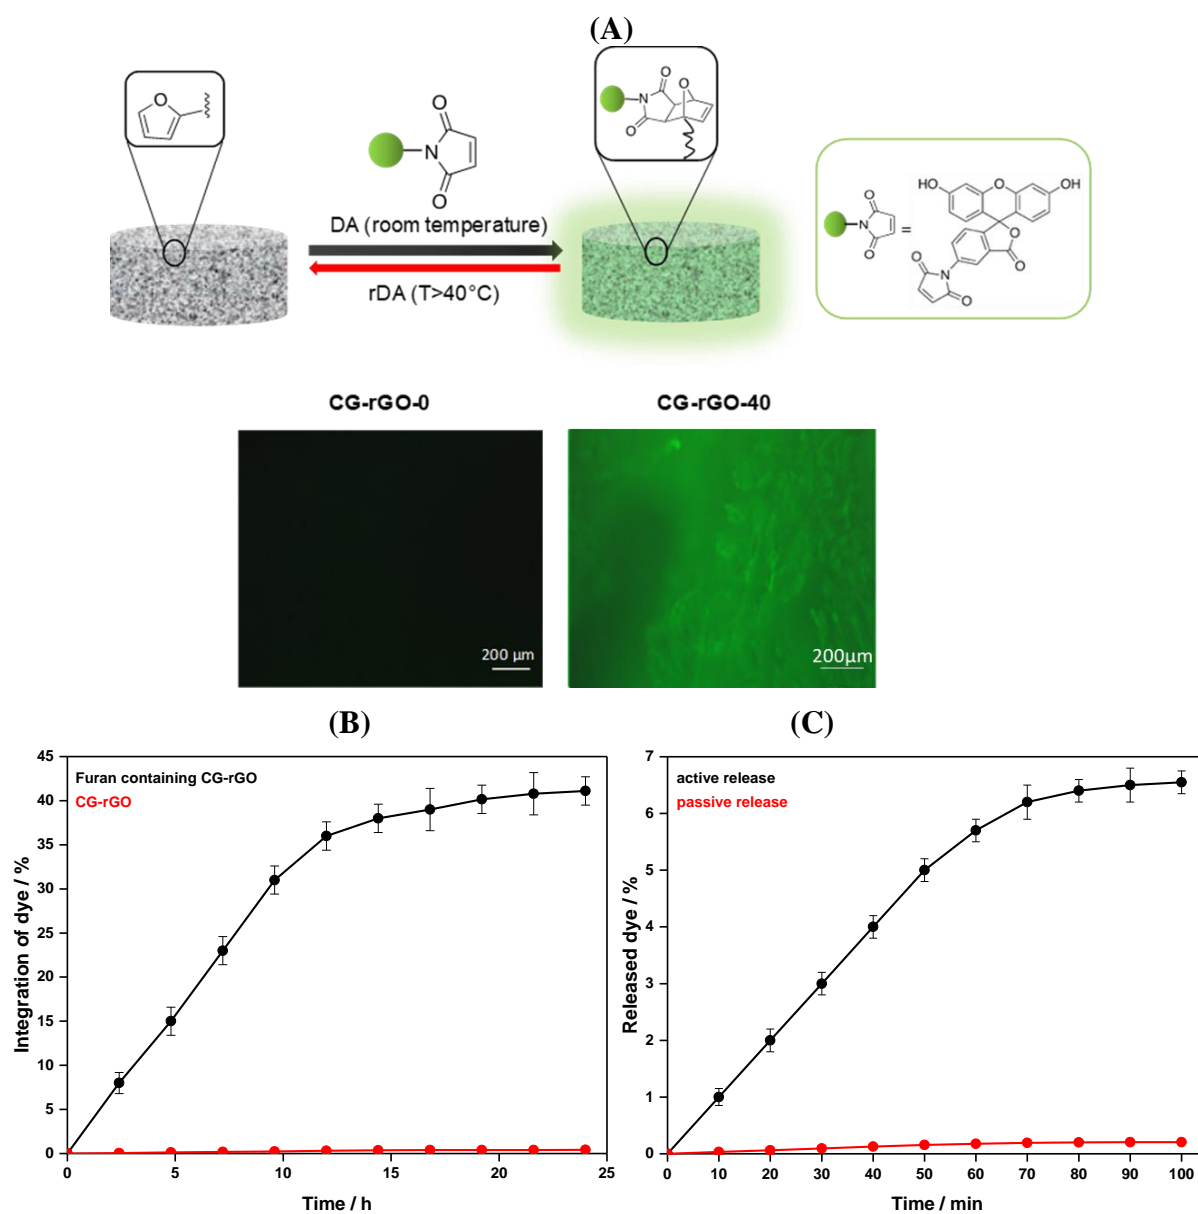 (A)
O
O
N
O
DA (room temperature)
rDA (T>40°C)
O
N
O
O
O
N
O
=
HO
O
OH
O
O
N
O
O
CG-rGO-0
CG-rGO-40
200 μm
200μm
(B)
(C)
Furan containing CG-rGO
CG-rGO
Integration of dye / %
45
40
35
30
25
20
15
10
5
0
0 5 10 15 20 25
Time / h
active release
passive release
Released dye / %
7
6
5
4
3
2
1
0
0 10 20 30 40 50 60 70 80 90 100
Time / min